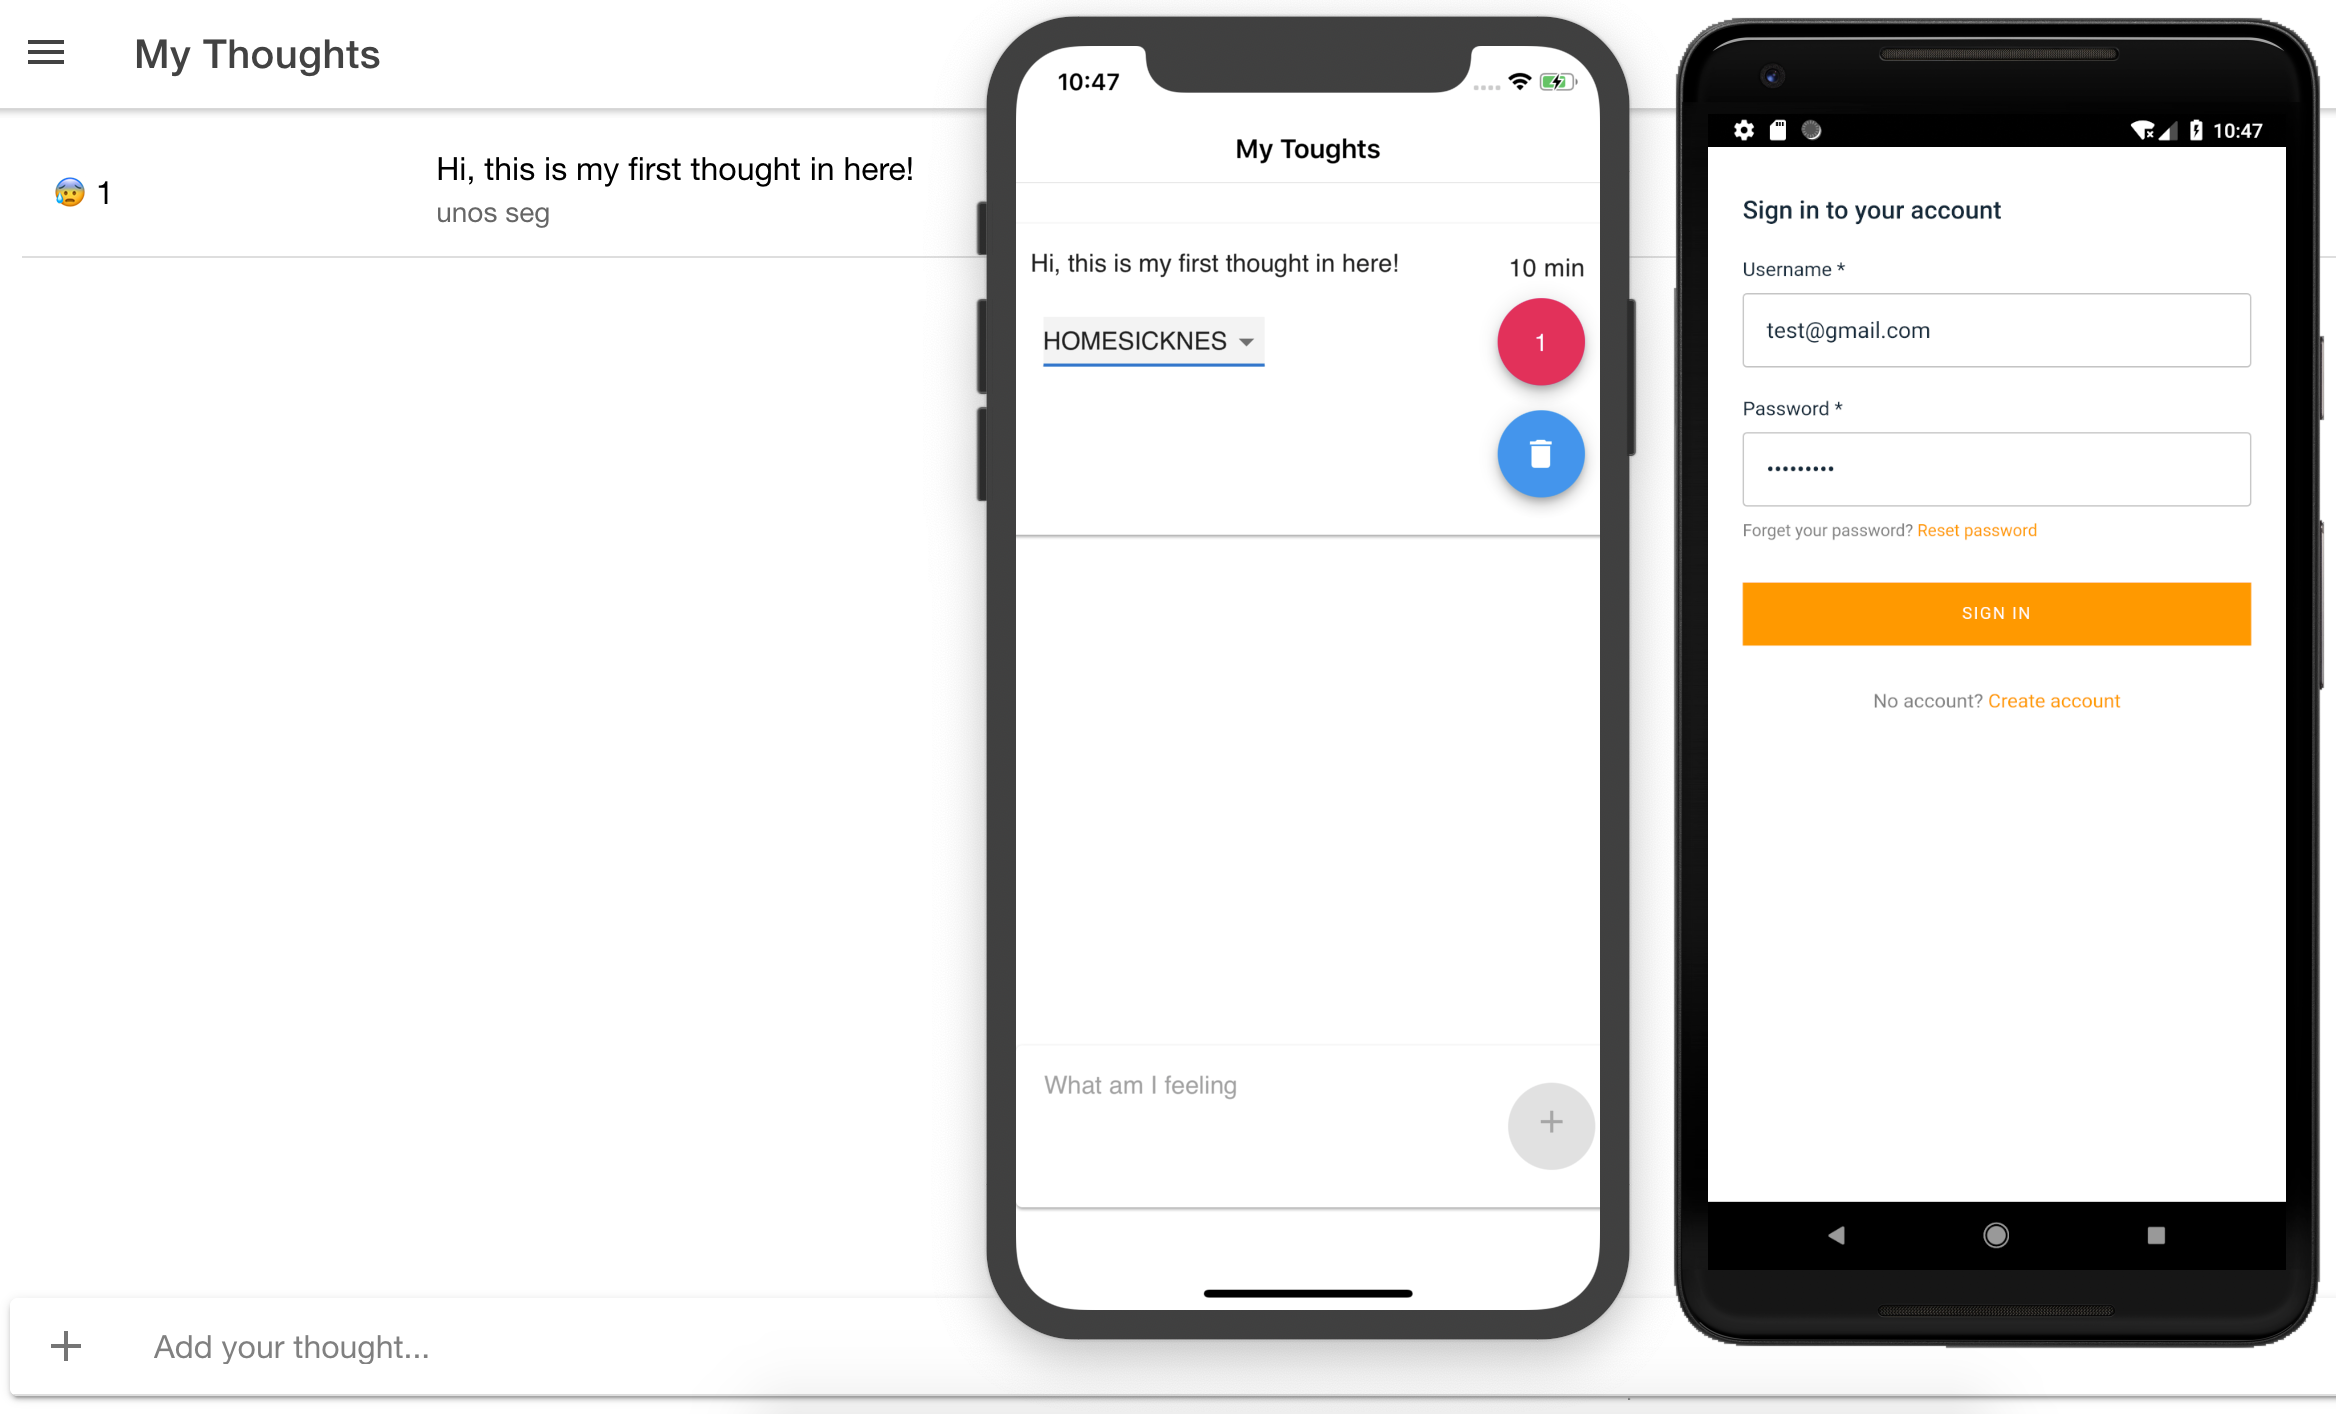 My Thoughts
😰 1
Hi, this is my first thought in here!
unos seg
Add your thought...
10:47
My Toughts
Hi, this is my first thought in here!
10 min
HOMESICKNES
1
What am I feeling
10:47
Sign in to your account
Username *
test@gmail.com
Password *
•••••••••
Forget your password? Reset password
SIGN IN
No account? Create account